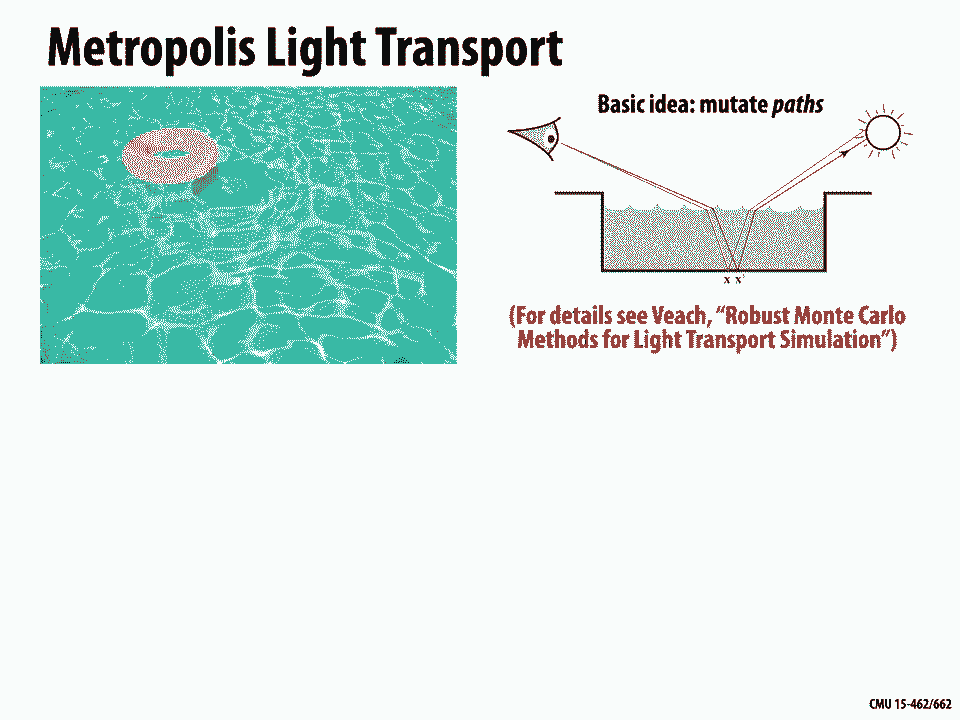 Metropolis Light Transport
Basic idea: mutate paths
x x'
(For details see Veach, “Robust Monte Carlo
Methods for Light Transport Simulation”)
CMU 15-462/662